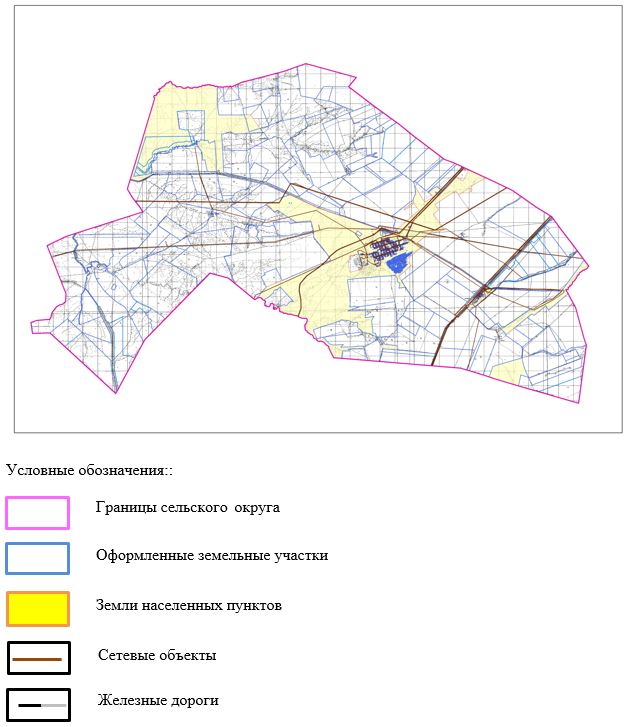 Условные обозначения::
Границы сельского округа
Оформленные земельные участки
Земли населенных пунктов
Сетевые объекты
Железные дороги